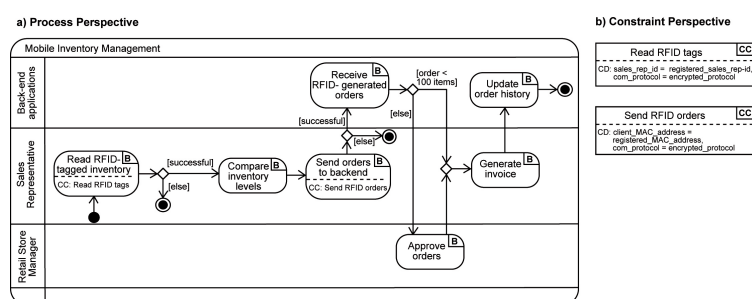 a) Process Perspective
b) Constraint Perspective
Mobile Inventory Management
Back-end
applications
Receive
RFID- generated
orders
B
[order <
100 items]
[else]
Update
order history
B
[successful]
[else]
Sales
Representative
Read RFID-
tagged inventory
B
CC: Read RFID tags
[successful]
[else]
Compare
inventory
levels
B
Send orders
to backend
B
CC: Send RFID orders
Generate
invoice
B
Retail Store
Manager
Approve
orders
B
Read RFID tags
CC
CD: sales_rep_id = registered_sales_rep-id,
com_protocol = encrypted_protocol
Send RFID orders
CC
CD: client_MAC_address =
registered_MAC_address,
com_protocol = encrypted_protocol